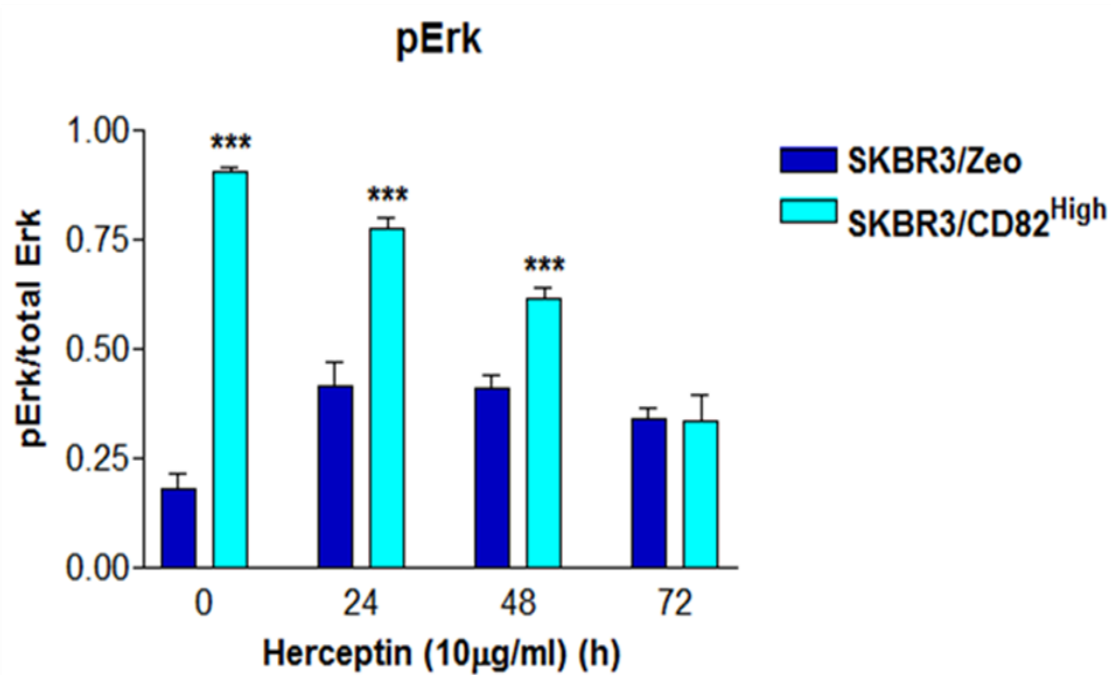 pErk
1.00
0.75
0.50
0.25
0.00
pErk/total Erk
***
***
***
0 24 48 72
Herceptin (10μg/ml) (h)
SKBR3/Zeo
SKBR3/CD82High